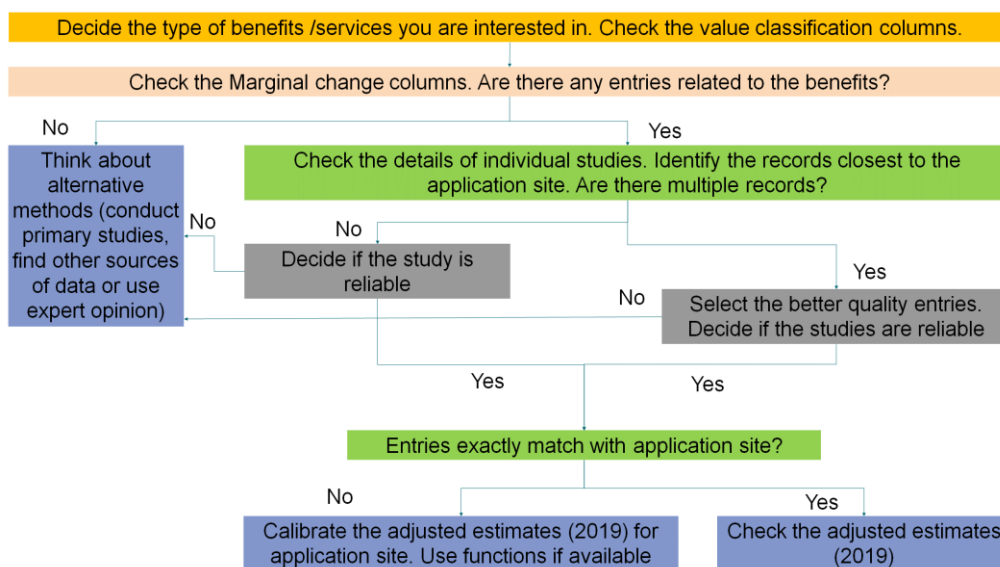 Decide the type of benefits /services you are interested in. Check the value classification columns.
Check the Marginal change columns. Are there any entries related to the benefits?
No
Yes
Think about
alternative
methods (conduct
primary studies,
find other sources
of data or use
expert opinion)
Check the details of individual studies. Identify the records closest to the
application site. Are there multiple records?
No
No
Decide if the study is
reliable
Yes
No
Select the better quality entries.
Decide if the studies are reliable
Yes
Yes
Entries exactly match with application site?
No
Yes
Calibrate the adjusted estimates (2019) for
application site. Use functions if available
Check the adjusted estimates
(2019)